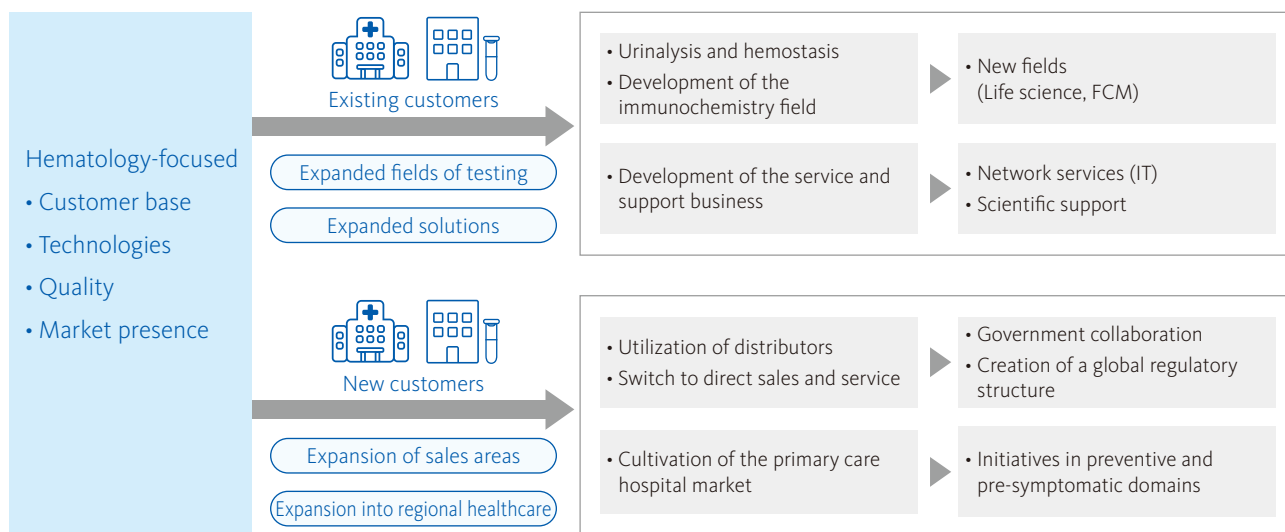 Hematology-focused
• Customer base
• Technologies
• Quality
• Market presence
Existing customers
Expanded fields of testing
Expanded solutions
• Urinalysis and hemostasis
• Development of the
immunochemistry field
• New fields
(Life science, FCM)
• Development of the service and
support business
• Network services (IT)
• Scientific support
New customers
Expansion of sales areas
Expansion into regional healthcare
• Utilization of distributors
• Switch to direct sales and service
• Government collaboration
• Creation of a global regulatory
structure
• Cultivation of the primary care
hospital market
• Initiatives in preventive and
pre-symptomatic domains